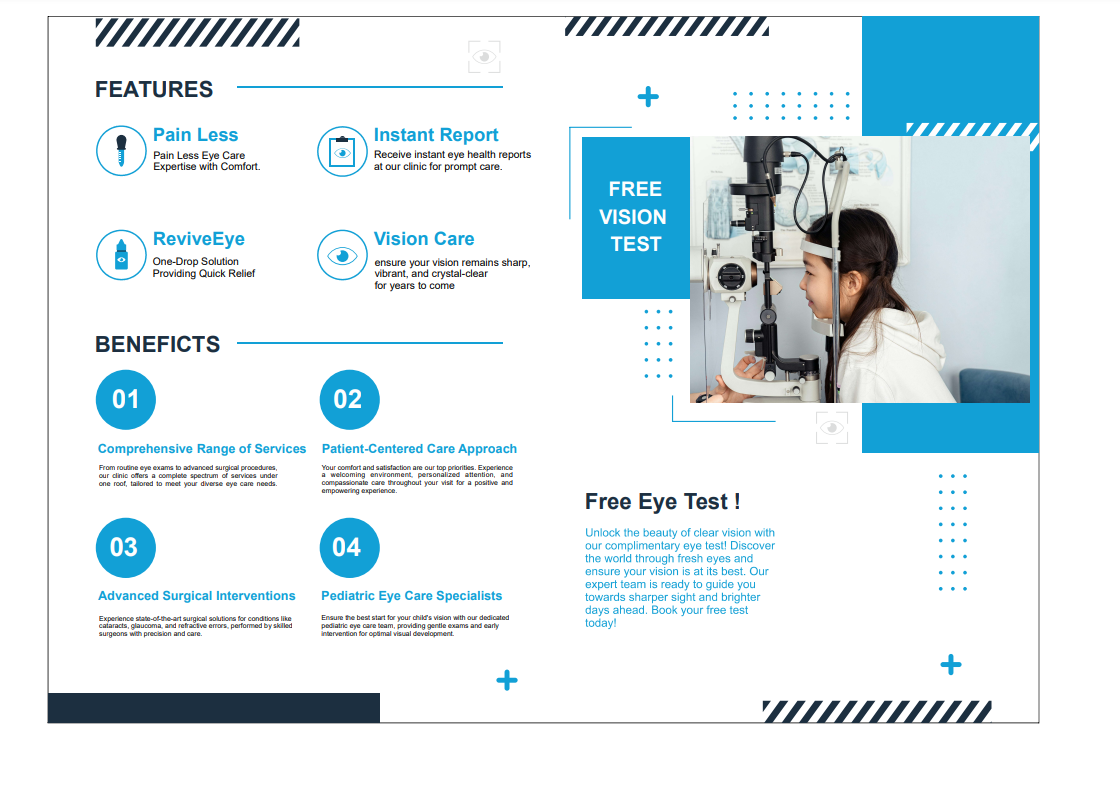 FEATURES
Pain Less
Pain Less Eye Care
Expertise with Comfort.
Instant Report
Receive instant eye health reports
at our clinic for prompt care.
ReviveEye
One-Drop Solution
Providing Quick Relief
Vision Care
ensure your vision remains sharp,
vibrant, and crystal-clear
for years to come
BENEFICTS
01
Comprehensive Range of Services
From routine eye exams to advanced surgical procedures,
our clinic offers a complete spectrum of services under
one roof, tailored to meet your diverse eye care needs.
02
Patient-Centered Care Approach
Your comfort and satisfaction are our top priorities. Experience
a welcoming environment, personalized attention, and
compassionate care throughout your visit for a positive and
empowering experience.
03
Advanced Surgical Interventions
Experience state-of-the-art surgical solutions for conditions like
cataracts, glaucoma, and refractive errors, performed by skilled
surgeons with precision and care.
04
Pediatric Eye Care Specialists
Ensure the best start for your child's vision with our dedicated
pediatric eye care team, providing gentle exams and early
intervention for optimal visual development.
FREE
VISION
TEST
Free Eye Test !
Unlock the beauty of clear vision with
our complimentary eye test! Discover
the world through fresh eyes and
ensure your vision is at its best. Our
expert team is ready to guide you
towards sharper sight and brighter
days ahead. Book your free test
today!